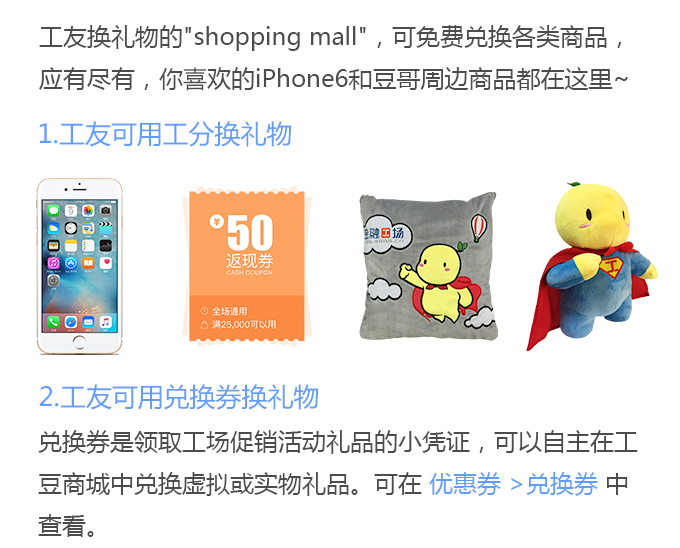 工友换礼物的"shopping mall"，可免费兑换各类商品，
应有尽有，你喜欢的iPhone6和豆哥周边商品都在这里~
1.工友可用工分换礼物
¥50
返现券
CASH COUPON
全场通用
满25,000可用
融工场
工
2.工友可用兑换券换礼物
兑换券是领取工场促销活动礼品的小凭证，可以自主在工
豆商城中兑换虚拟或实物礼品。可在 优惠券 >兑换券 中
查看。